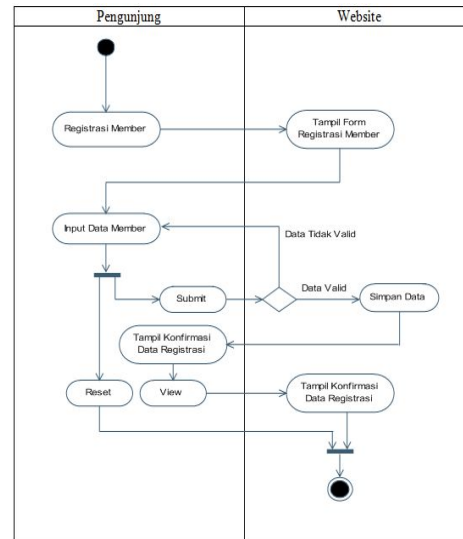 Pengunjung
Website
Registrasi Member
Tampil Form
Registrasi Member
Input Data Member
Data Tidak Valid
Submit
Data Valid
Simpan Data
Tampil Konfirmasi
Data Registrasi
Reset
View
Tampil Konfirmasi
Data Registrasi